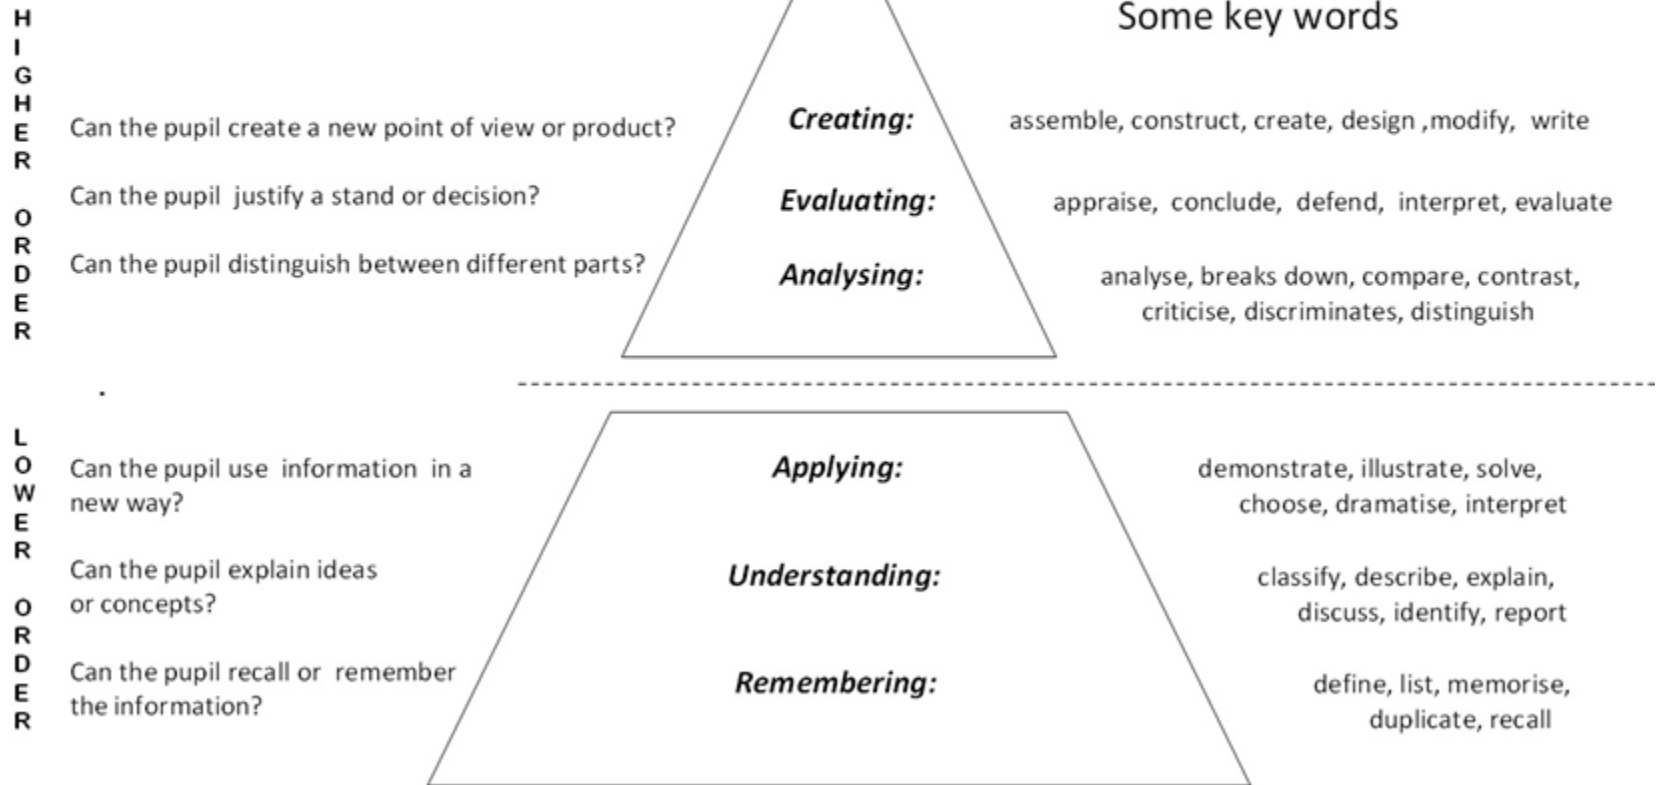 Some key words
HIGHER ORDER
Can the pupil create a new point of view or product?
Creating:
assemble, construct, create, design ,modify, write
Can the pupil justify a stand or decision?
Evaluating:
appraise, conclude, defend, interpret, evaluate
Can the pupil distinguish between different parts?
Analysing:
analyse, breaks down, compare, contrast,
criticise, discriminates, distinguish
.
LOWER ORDER
Can the pupil use information in a
new way?
Applying:
demonstrate, illustrate, solve,
choose, dramatise, interpret
Can the pupil explain ideas
or concepts?
Understanding:
classify, describe, explain,
discuss, identify, report
Can the pupil recall or remember
the information?
Remembering:
define, list, memorise,
duplicate, recall